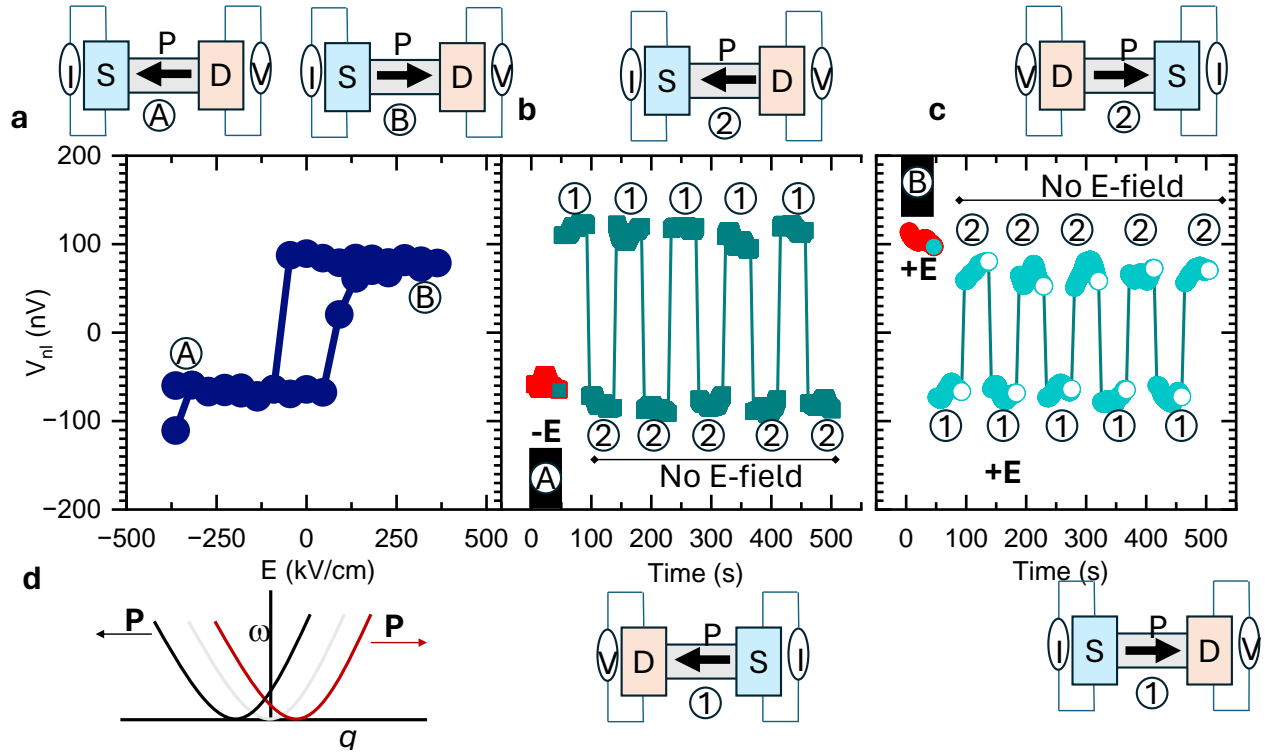 a
I S P D V
A
I S P D V
B
b
I S P D V
2
c
V D P S I
2
200
100
0
−100
−200
V_nl (nV)
A
B
−500 −250 0 250 500
E (kV/cm)
1 1 1 1 1
-E
A
2 2 2 2 2
No E-field
0 100 200 300 400 500
Time (s)
B
+E
No E-field
2 2 2 2 2
1 1 1 1 1
+E
0 100 200 300 400 500
Time (s)
d
P
ω
P
q
V D P S I
1
I S P D V
1